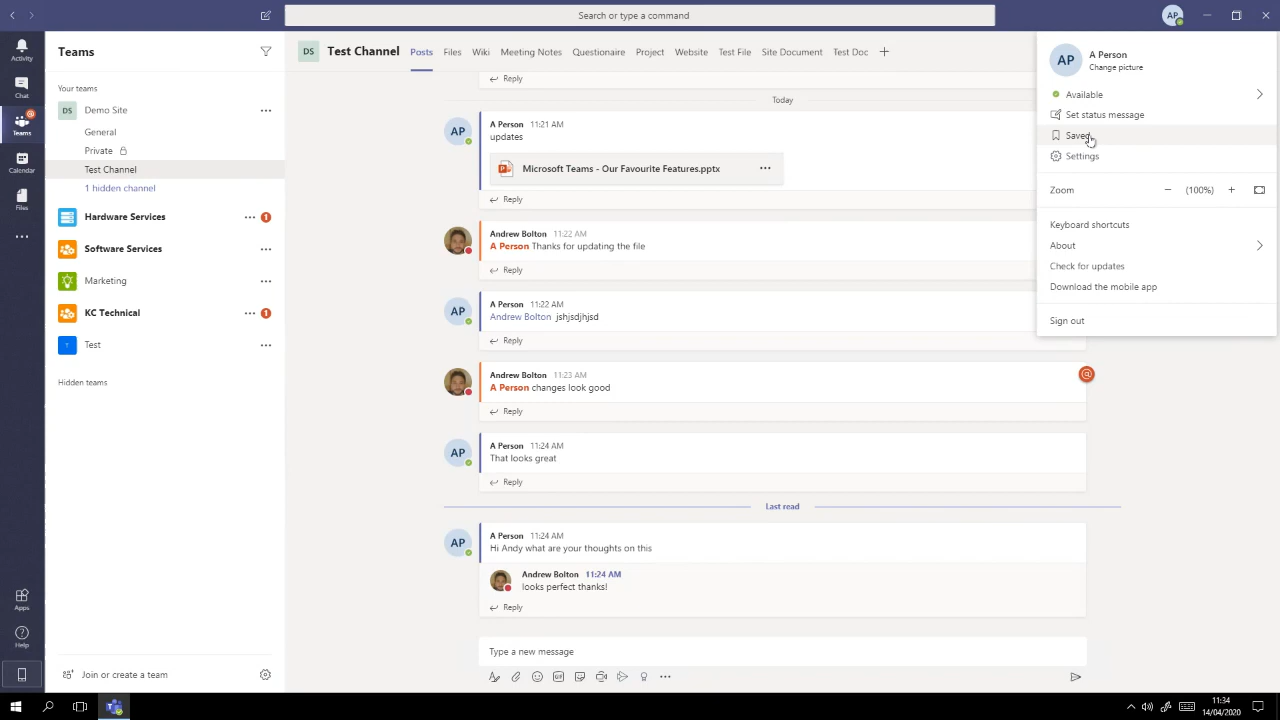 Search or type a command
AP
Activity
Chat
Teams
Calendar
Files
Apps
Help
Teams
Your teams
DS Demo Site
General
Private
Test Channel
1 hidden channel
Hardware Services 1
Software Services
Marketing
KC Technical 1
T Test
Hidden teams
Join or create a team
DS Test Channel Posts Files Wiki Meeting Notes Questionaire Project Website Test File Site Document Test Doc
Reply
Today
AP A Person 11:21 AM
updates
Microsoft Teams - Our Favourite Features.pptx
Reply
Andrew Bolton 11:22 AM
A Person Thanks for updating the file
Reply
AP A Person 11:22 AM
Andrew Bolton jshjsdjhjsd
Reply
Andrew Bolton 11:23 AM
@
A Person changes look good
Reply
AP A Person 11:24 AM
That looks great
Reply
Last read
AP A Person 11:24 AM
Hi Andy what are your thoughts on this
Andrew Bolton 11:24 AM
looks perfect thanks!
Reply
Type a new message
GIF
AP A Person
Change picture
Available
Set status message
Saved
Settings
Zoom (100%)
Keyboard shortcuts
About
Check for updates
Download the mobile app
Sign out
11:34
14/04/2020